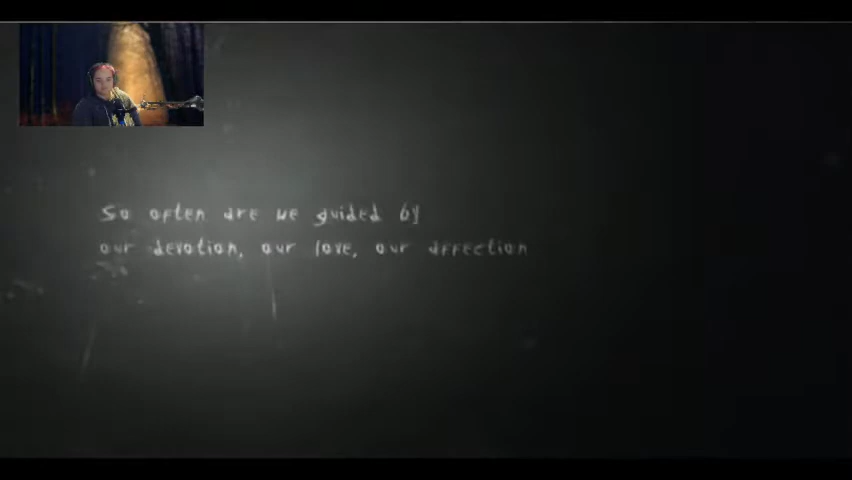 So often are we guided by
our devotion, our love, our affection